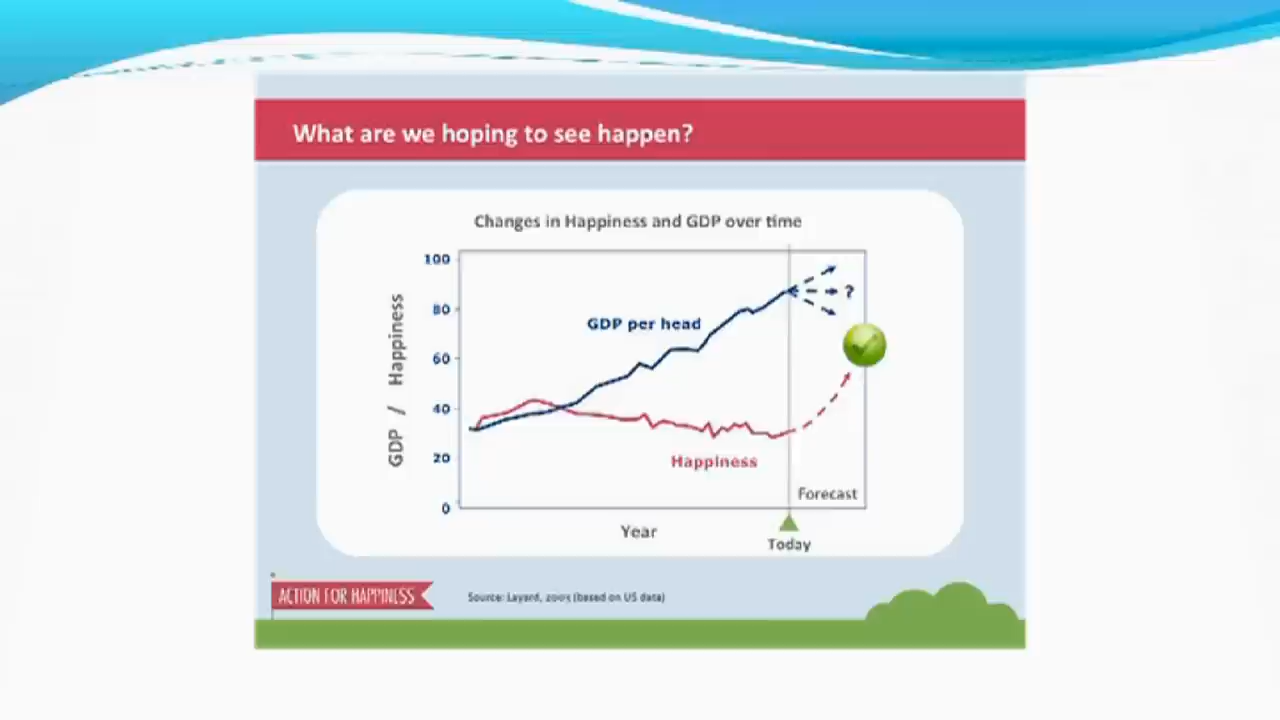 What are we hoping to see happen?
Changes in Happiness and GDP over time
100
80
60
40
20
0
GDP / Happiness
GDP per head
?
Happiness
Forecast
Year
Today
ACTION FOR HAPPINESS
Source: Layard, 2005 (based on US data)